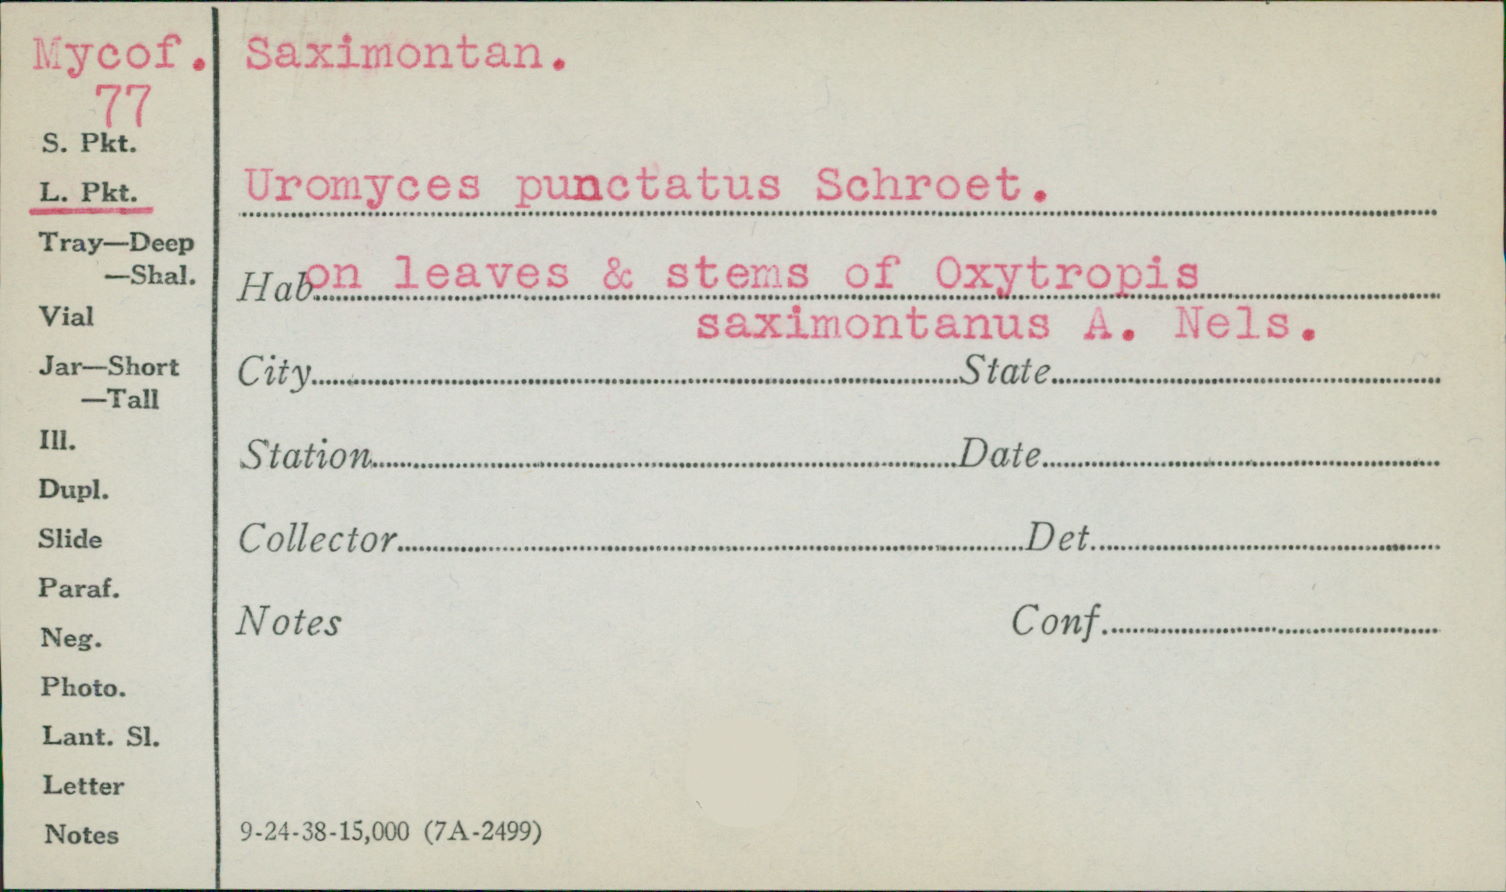 Mycof. Saximontan.
77
S. Pkt.
L. Pkt.
Uromyces punctatus Schroet.
Tray—Deep
—Shal.
Hab. on leaves & stems of Oxytropis
saximontanus A. Nels.
Vial
Jar—Short
—Tall
City State
Ill.
Station Date
Dupl.
Slide
Collector Det.
Paraf.
Neg.
Notes Conf.
Photo.
Lant. Sl.
Letter
Notes
9-24-38-15,000 (7A-2499)